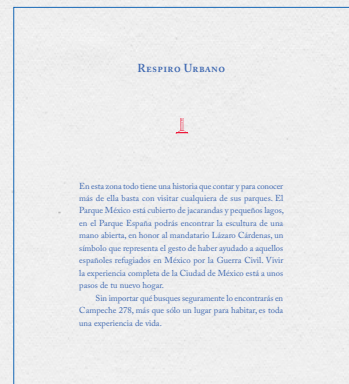 Respiro Urbano
En esta zona todo tiene una historia que contar y para conocer
más de ella basta con visitar cualquiera de sus parques. El
Parque México está cubierto de jacarandas y pequeños lagos,
en el Parque España podrás encontrar la escultura de una
mano abierta, en honor al mandatario Lázaro Cárdenas, un
símbolo que representa el gesto de haber ayudado a aquellos
españoles refugiados en México por la Guerra Civil. Vivir
la experiencia completa de la Ciudad de México está a unos
pasos de tu nuevo hogar.
Sin importar qué busques seguramente lo encontrarás en
Campeche 278, más que sólo un lugar para habitar, es toda
una experiencia de vida.